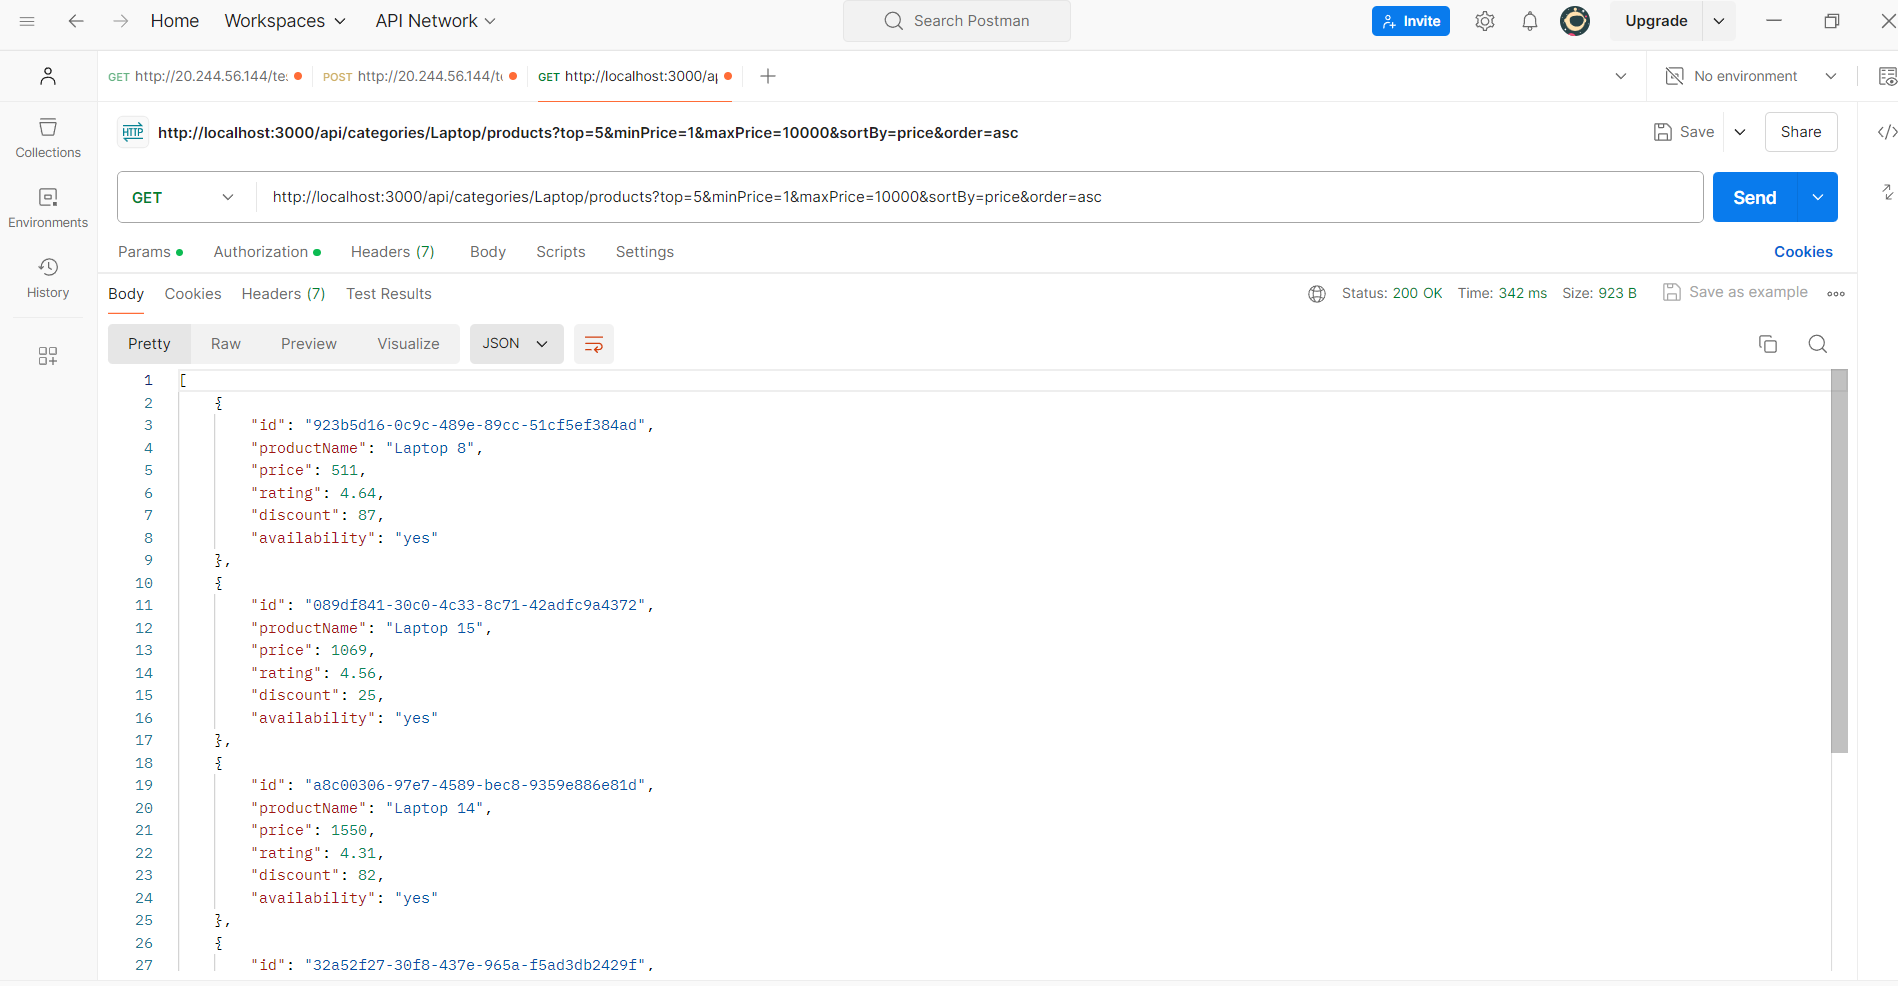 Home Workspaces API Network Search Postman Invite Upgrade
GET http://20.244.56.144/te: POST http://20.244.56.144/t GET http://localhost:3000/a No environment
HTTP http://localhost:3000/api/categories/Laptop/products?top=5&minPrice=1&maxPrice=10000&sortBy=price&order=asc Save Share
Collections
GET http://localhost:3000/api/categories/Laptop/products?top=5&minPrice=1&maxPrice=10000&sortBy=price&order=asc Send
Environments
Params Authorization Headers (7) Body Scripts Settings Cookies
History
Body Cookies Headers (7) Test Results Status: 200 OK Time: 342 ms Size: 923 B Save as example
Pretty Raw Preview Visualize JSON
1 [
2 {
3 "id": "923b5d16-0c9c-489e-89cc-51cf5ef384ad",
4 "productName": "Laptop 8",
5 "price": 511,
6 "rating": 4.64,
7 "discount": 87,
8 "availability": "yes"
9 },
10 {
11 "id": "089df841-30c0-4c33-8c71-42adfc9a4372",
12 "productName": "Laptop 15",
13 "price": 1069,
14 "rating": 4.56,
15 "discount": 25,
16 "availability": "yes"
17 },
18 {
19 "id": "a8c00306-97e7-4589-bec8-9359e886e81d",
20 "productName": "Laptop 14",
21 "price": 1550,
22 "rating": 4.31,
23 "discount": 82,
24 "availability": "yes"
25 },
26 {
27 "id": "32a52f27-30f8-437e-965a-f5ad3db2429f",